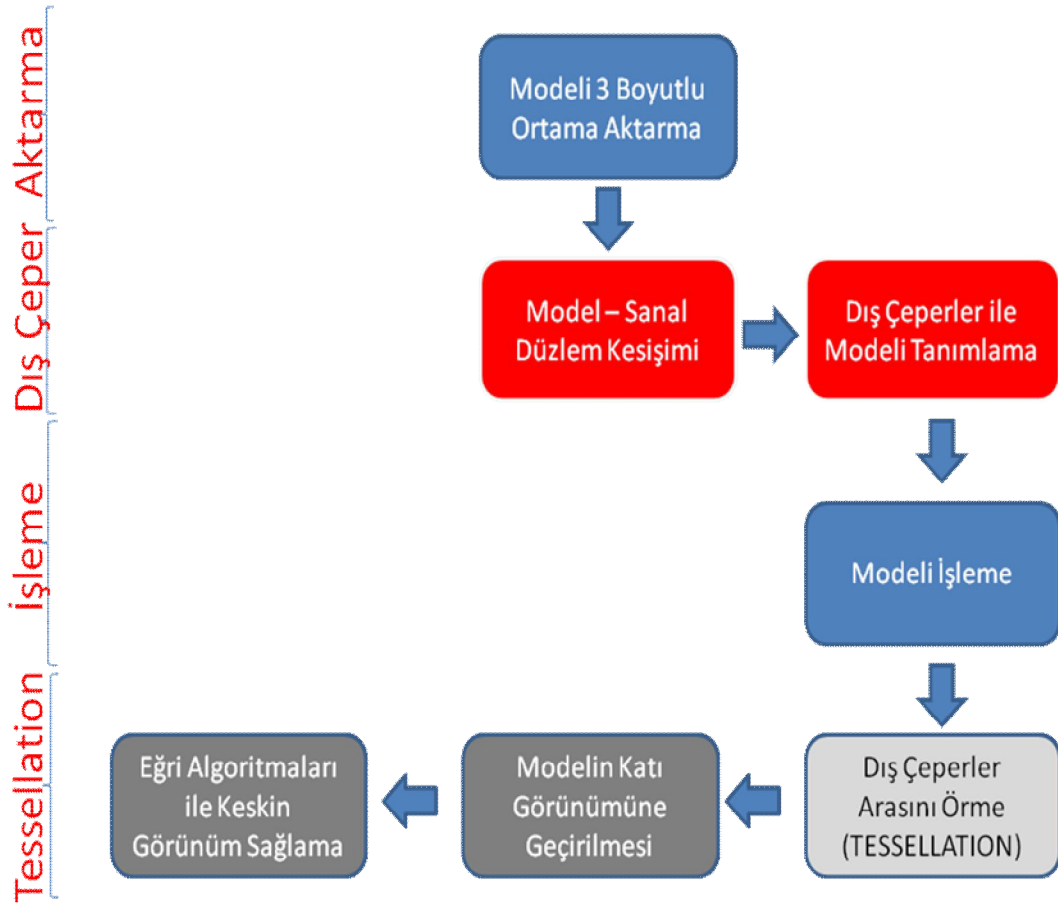 Aktarma
Modeli 3 Boyutlu
Ortama Aktarma
Dış Çeper
Model – Sanal
Düzlem Kesişimi
Dış Çeperler ile
Modeli Tanımlama
İşleme
Modeli İşleme
Tessellation
Eğri Algoritmaları
ile Keskin
Görünüm Sağlama
Modelin Katı
Görünümüne
Geçirilmesi
Dış Çeperler
Arasını Örme
(TESSELLATION)